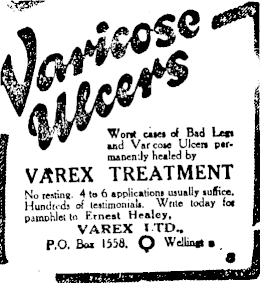 Varicose
Ulcers
Worst cases of Bad Legs
and Varicose Ulcers per-
manently healed by
VAREX TREATMENT
No resting. 4 to 6 applications usually suffice.
Hundreds of testimonials. Write today for
pamphlet to Ernest Healey,
VAREX LTD.,
P.O. Box 1558, Wellington
8